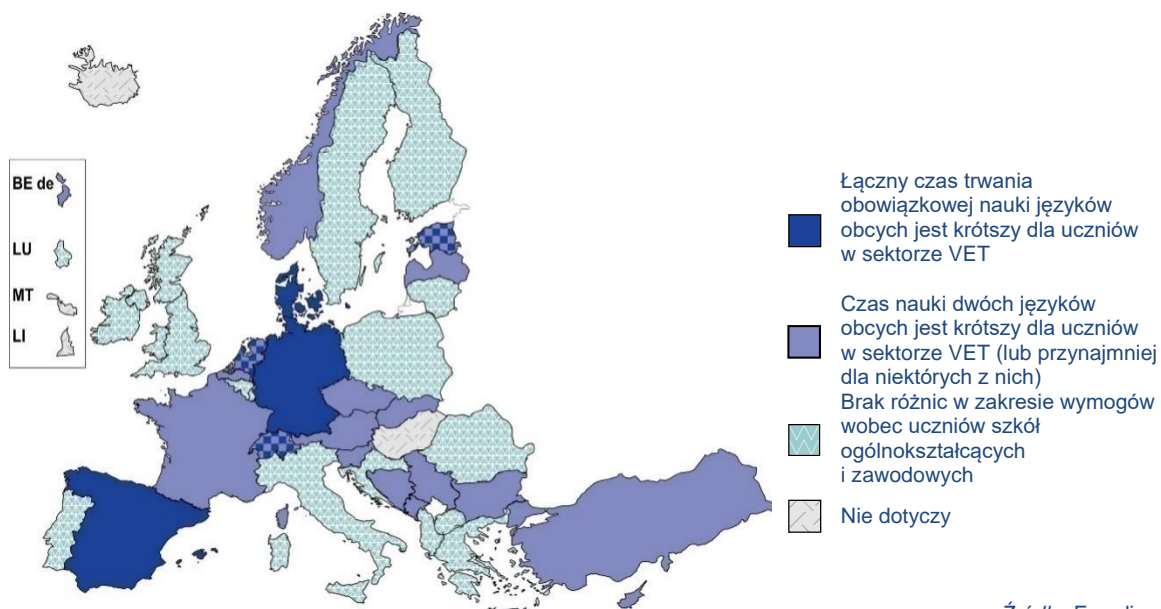 BE de
LU
MT
LI
Łączny czas trwania
obowiązkowej nauki języków
obcych jest krótszy dla uczniów
w sektorze VET
Czas nauki dwóch języków
obcych jest krótszy dla uczniów
w sektorze VET (lub przynajmniej
dla niektórych z nich)
Brak różnic w zakresie wymogów
wobec uczniów szkół
ogólnokształcących
i zawodowych
Nie dotyczy